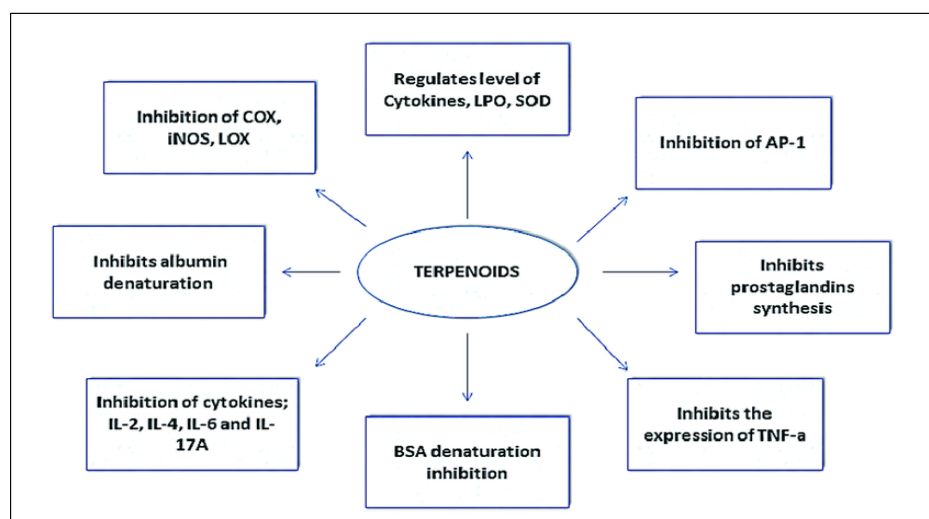 Regulates level of
Cytokines, LPO, SOD
Inhibition of COX,
iNOS, LOX
Inhibition of AP-1
Inhibits albumin
denaturation
TERPENOIDS
Inhibits
prostaglandins
synthesis
Inhibition of cytokines;
IL-2, IL-4, IL-6 and IL-
17A
BSA denaturation
inhibition
Inhibits the
expression of TNF-a